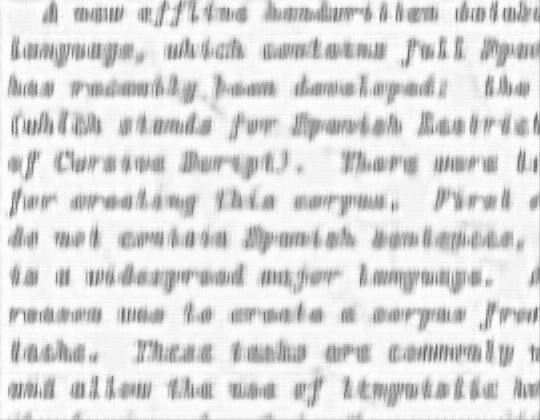 A new offline handwritten datab
language, which contains full Span
has recently been developed: the
(which stands for Spanish Restrict
of Cursive Script). There were
for creating this corpus. First
do not contain Spanish sentences,
is a widespread major language.
reason was to create a corpus from
tasks. These tasks are commonly
and allow the use of linguistic